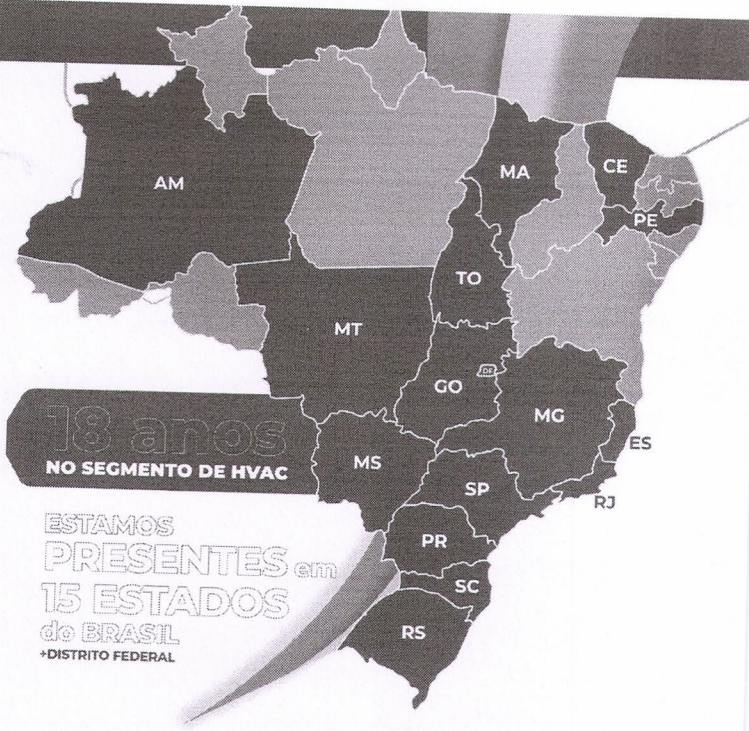 AM
MA
CE
PE
TO
MT
GO
DF
MG
ES
18 anos
NO SEGMENTO DE HVAC
MS
SP
RJ
ESTAMOS
PRESENTES em
15 ESTADOS
do BRASIL
+DISTRITO FEDERAL
PR
SC
RS